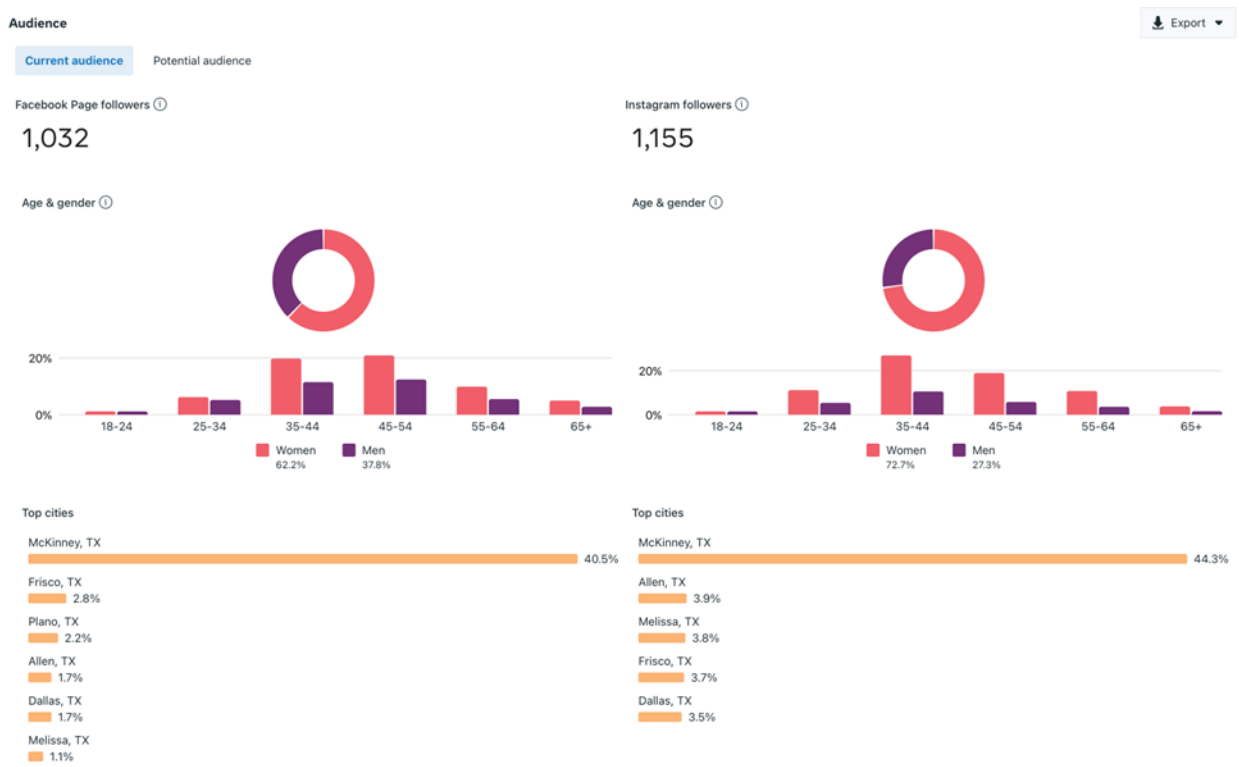 Audience
Export
Current audience
Potential audience
Facebook Page followers
1,032
Age & gender
20%
0%
18-24 25-34 35-44 45-54 55-64 65+
Women Men
62.2% 37.8%
Top cities
McKinney, TX
40.5%
Frisco, TX
2.8%
Plano, TX
2.2%
Allen, TX
1.7%
Dallas, TX
1.7%
Melissa, TX
1.1%
Instagram followers
1,155
Age & gender
20%
0%
18-24 25-34 35-44 45-54 55-64 65+
Women Men
72.7% 27.3%
Top cities
McKinney, TX
44.3%
Allen, TX
3.9%
Melissa, TX
3.8%
Frisco, TX
3.7%
Dallas, TX
3.5%